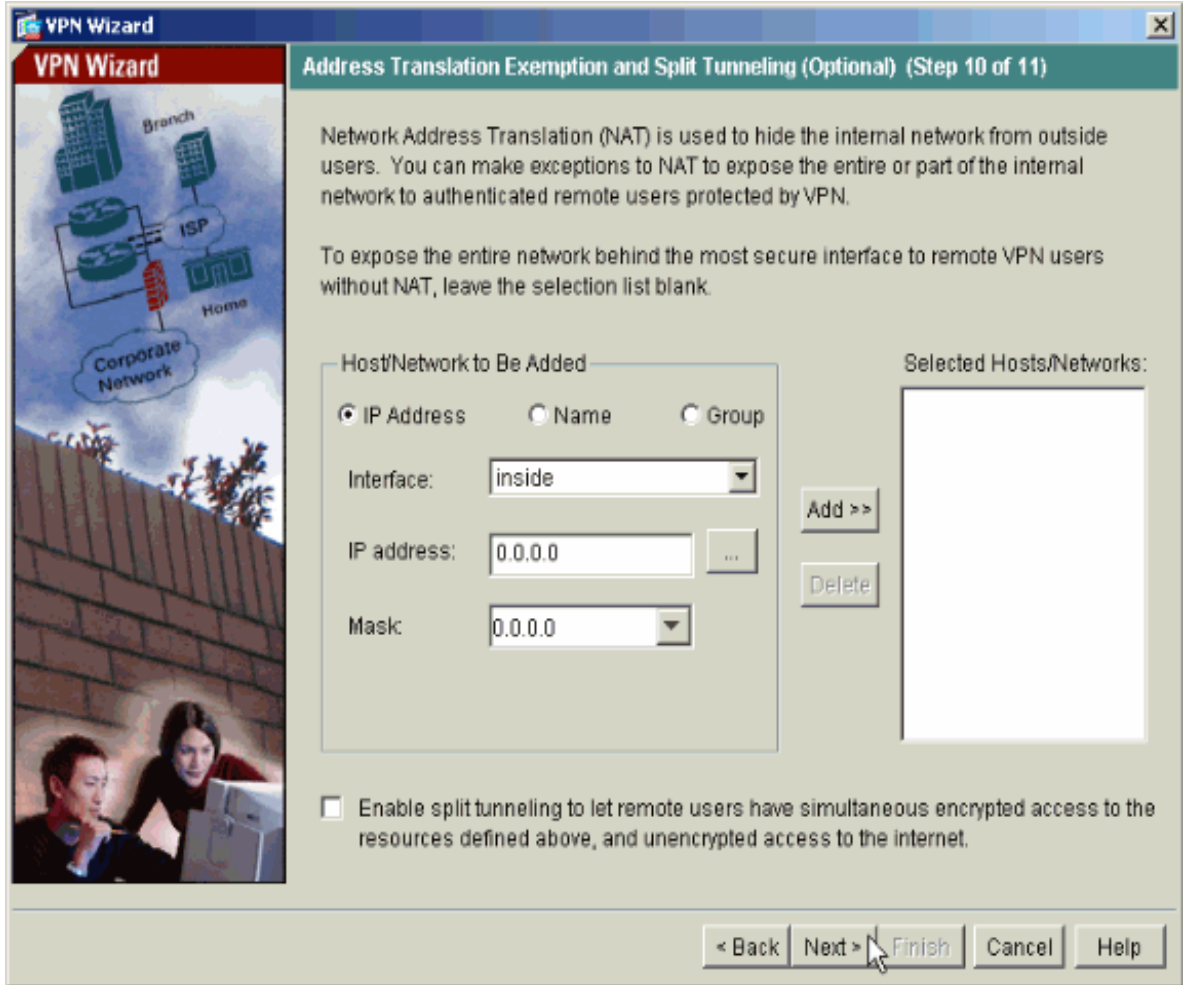 VPN Wizard
VPN Wizard
Branch
ISP
Home
Corporate
Network
Address Translation Exemption and Split Tunneling (Optional) (Step 10 of 11)
Network Address Translation (NAT) is used to hide the internal network from outside
users. You can make exceptions to NAT to expose the entire or part of the internal
network to authenticated remote users protected by VPN.
To expose the entire network behind the most secure interface to remote VPN users
without NAT, leave the selection list blank.
Host/Network to Be Added
IP Address Name Group
Interface: inside
IP address: 0.0.0.0 ...
Mask: 0.0.0.0
Add >>
Delete
Selected Hosts/Networks:
Enable split tunneling to let remote users have simultaneous encrypted access to the
resources defined above, and unencrypted access to the internet.
< Back Next > Finish Cancel Help